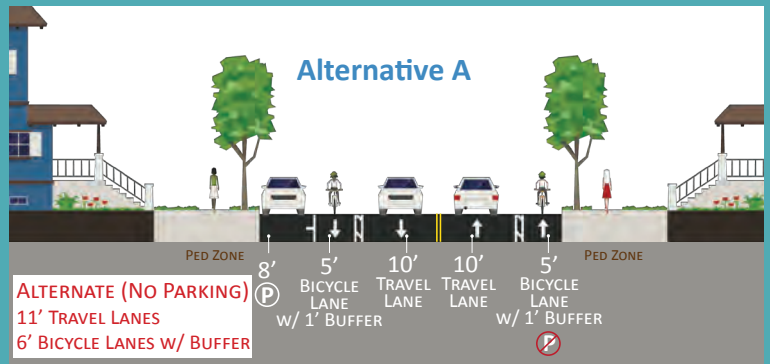 Alternative A
PED ZONE
8’
P
5’
BICYCLE
LANE
W/ 1’ BUFFER
10’
TRAVEL
LANE
10’
TRAVEL
LANE
5’
BICYCLE
LANE
W/ 1’ BUFFER
P
PED ZONE
ALTERNATE (NO PARKING)
11’ TRAVEL LANES
6’ BICYCLE LANES W/ BUFFER